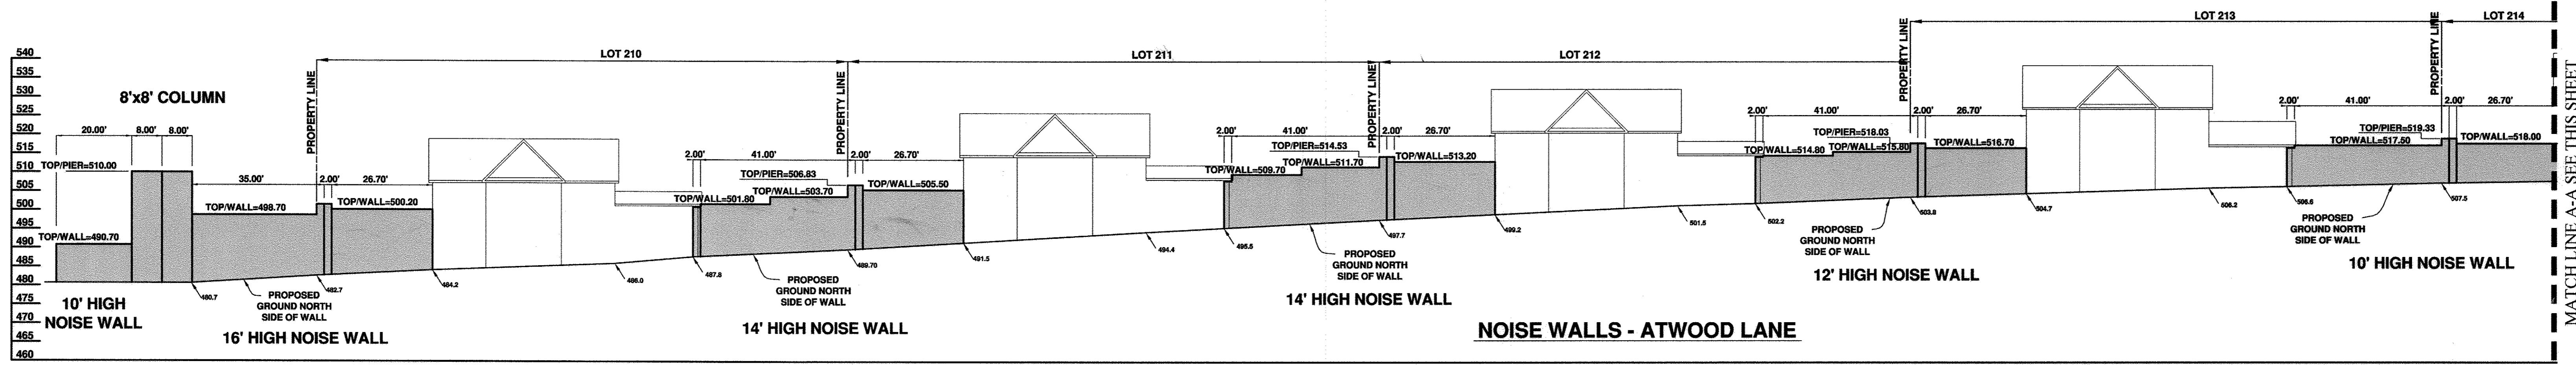 540
535
530
525
520
515
510
505
500
495
490
485
480
475
470
465
460
8'x8' COLUMN
20.00'
8.00'
8.00'
TOP/PIER=510.00
TOP/WALL=490.70
10' HIGH
NOISE WALL
35.00'
2.00'
26.70'
TOP/WALL=498.70
TOP/WALL=500.20
PROPERTY LINE
LOT 210
480.7
482.7
484.2
486.0
PROPOSED
GROUND NORTH
SIDE OF WALL
16' HIGH NOISE WALL
2.00'
41.00'
2.00'
26.70'
TOP/PIER=506.83
TOP/WALL=501.80
TOP/WALL=503.70
TOP/WALL=505.50
PROPERTY LINE
487.8
489.70
491.5
494.4
PROPOSED
GROUND NORTH
SIDE OF WALL
14' HIGH NOISE WALL
LOT 211
2.00'
41.00'
2.00'
26.70'
TOP/PIER=514.53
TOP/WALL=509.70
TOP/WALL=511.70
TOP/WALL=513.20
PROPERTY LINE
495.5
497.7
499.2
501.5
PROPOSED
GROUND NORTH
SIDE OF WALL
14' HIGH NOISE WALL
LOT 212
2.00'
41.00'
2.00'
26.70'
TOP/PIER=518.03
TOP/WALL=514.80
TOP/WALL=515.80
TOP/WALL=516.70
PROPERTY LINE
502.2
503.8
504.7
506.2
PROPOSED
GROUND NORTH
SIDE OF WALL
12' HIGH NOISE WALL
LOT 213
2.00'
41.00'
2.00'
26.70'
TOP/PIER=519.33
TOP/WALL=517.50
TOP/WALL=518.00
PROPERTY LINE
506.6
507.5
PROPOSED
GROUND NORTH
SIDE OF WALL
10' HIGH NOISE WALL
LOT 214
NOISE WALLS - ATWOOD LANE
MATCH LINE A-A SEE THIS SHEET